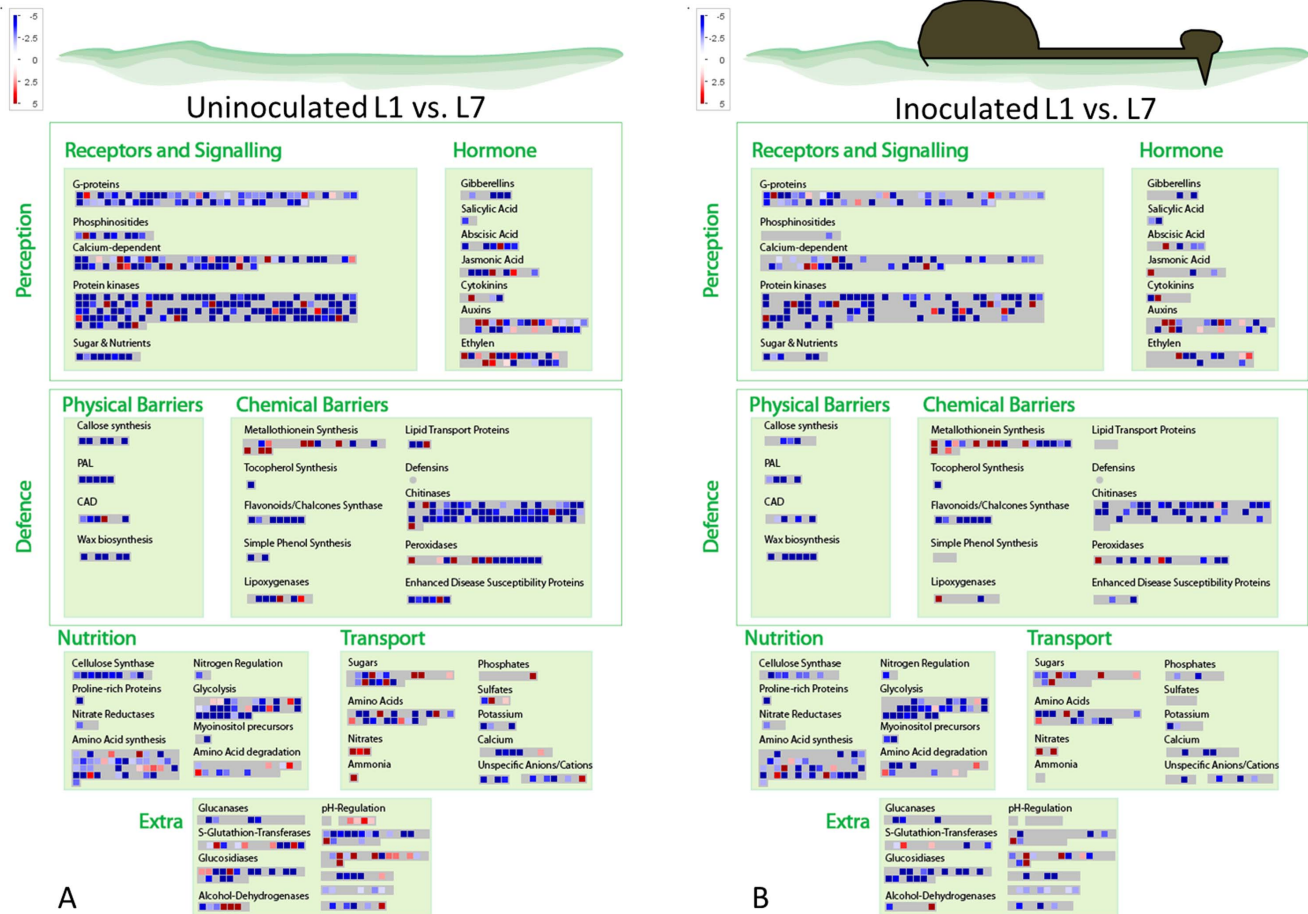 -5
-2.5
0
2.5
5
Uninoculated L1 vs. L7
Perception
Receptors and Signalling
G-proteins
Phosphinositides
Calcium-dependent
Protein kinases
Sugar & Nutrients
Hormone
Gibberellins
Salicylic Acid
Abscisic Acid
Jasmonic Acid
Cytokinins
Auxins
Ethylen
Defence
Physical Barriers
Callose synthesis
PAL
CAD
Wax biosynthesis
Chemical Barriers
Metallothionein Synthesis
Tocopherol Synthesis
Flavonoids/Chalcones Synthase
Simple Phenol Synthesis
Lipoxygenases
Lipid Transport Proteins
Defensins
Chitinases
Peroxidases
Enhanced Disease Susceptibility Proteins
Nutrition
Cellulose Synthase
Proline-rich Proteins
Nitrate Reductases
Amino Acid synthesis
Nitrogen Regulation
Glycolysis
Myoinositol precursors
Amino Acid degradation
Transport
Sugars
Amino Acids
Nitrates
Ammonia
Phosphates
Sulfates
Potassium
Calcium
Unspecific Anions/Cations
Extra
Glucanases
S-Glutathion-Transferases
Glucosidiases
Alcohol-Dehydrogenases
pH-Regulation
A
-5
-2.5
0
2.5
5
Inoculated L1 vs. L7
Perception
Receptors and Signalling
G-proteins
Phosphinositides
Calcium-dependent
Protein kinases
Sugar & Nutrients
Hormone
Gibberellins
Salicylic Acid
Abscisic Acid
Jasmonic Acid
Cytokinins
Auxins
Ethylen
Defence
Physical Barriers
Callose synthesis
PAL
CAD
Wax biosynthesis
Chemical Barriers
Metallothionein Synthesis
Tocopherol Synthesis
Flavonoids/Chalcones Synthase
Simple Phenol Synthesis
Lipoxygenases
Lipid Transport Proteins
Defensins
Chitinases
Peroxidases
Enhanced Disease Susceptibility Proteins
Nutrition
Cellulose Synthase
Proline-rich Proteins
Nitrate Reductases
Amino Acid synthesis
Nitrogen Regulation
Glycolysis
Myoinositol precursors
Amino Acid degradation
Transport
Sugars
Amino Acids
Nitrates
Ammonia
Phosphates
Sulfates
Potassium
Calcium
Unspecific Anions/Cations
Extra
Glucanases
S-Glutathion-Transferases
Glucosidiases
Alcohol-Dehydrogenases
pH-Regulation
B